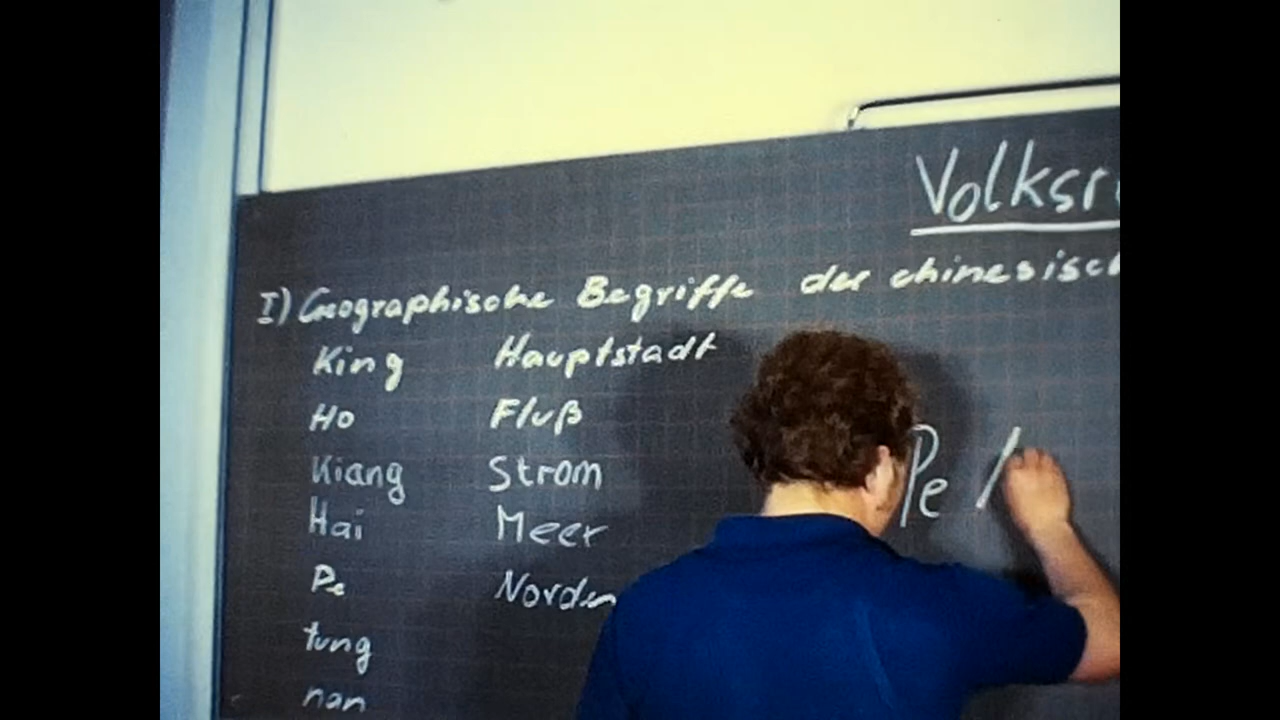 Volksr
I) Geographische Begriffe der chinesisch
King Hauptstadt
Ho Fluß
Kiang Strom
Hai Meer
Pe Norden
tung
nan
Pe